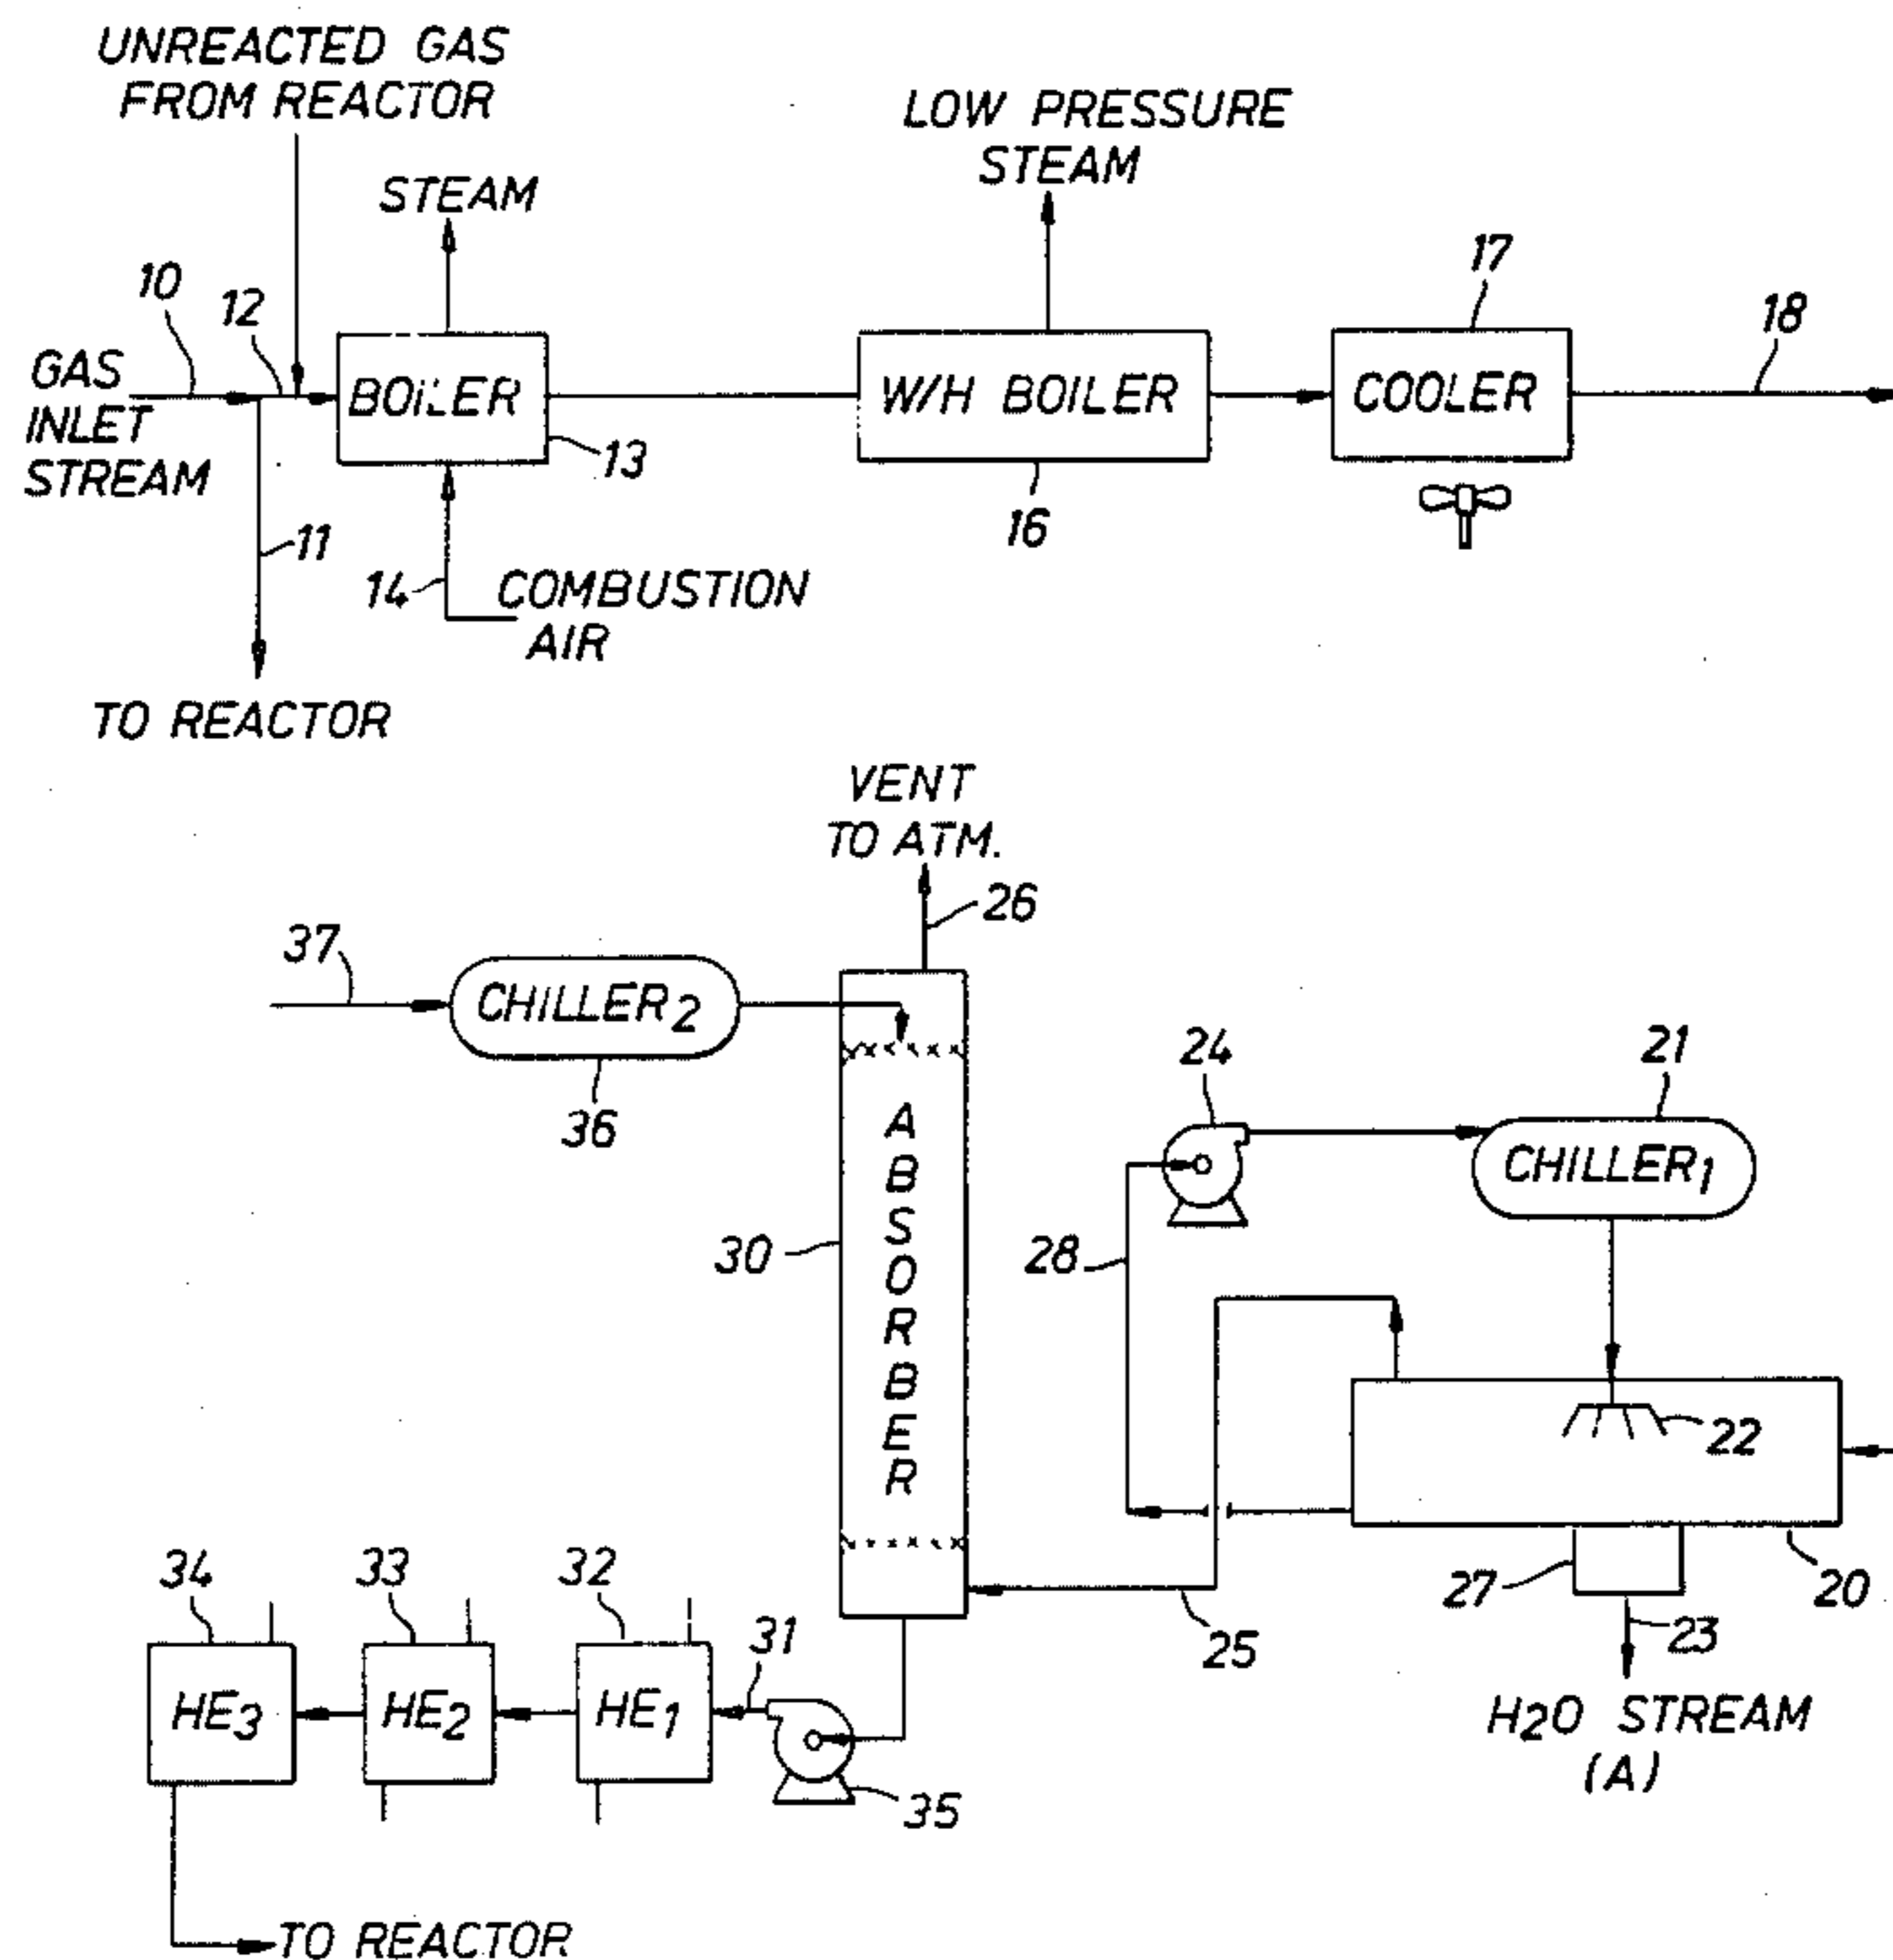 UNREACTED GAS
FROM REACTOR
LOW PRESSURE
STEAM
STEAM
17
10
12
18
GAS
INLET
STREAM
BOILER
W/H BOILER
COOLER
13
16
11
14
COMBUSTION
AIR
TO REACTOR
VENT
TO ATM.
26
37
CHILLER2
24
21
36
CHILLER1
ABSORBER
30
28
22
34
33
32
27
20
31
25
23
HE3
HE2
HE1
H2O STREAM
(A)
35
TO REACTOR